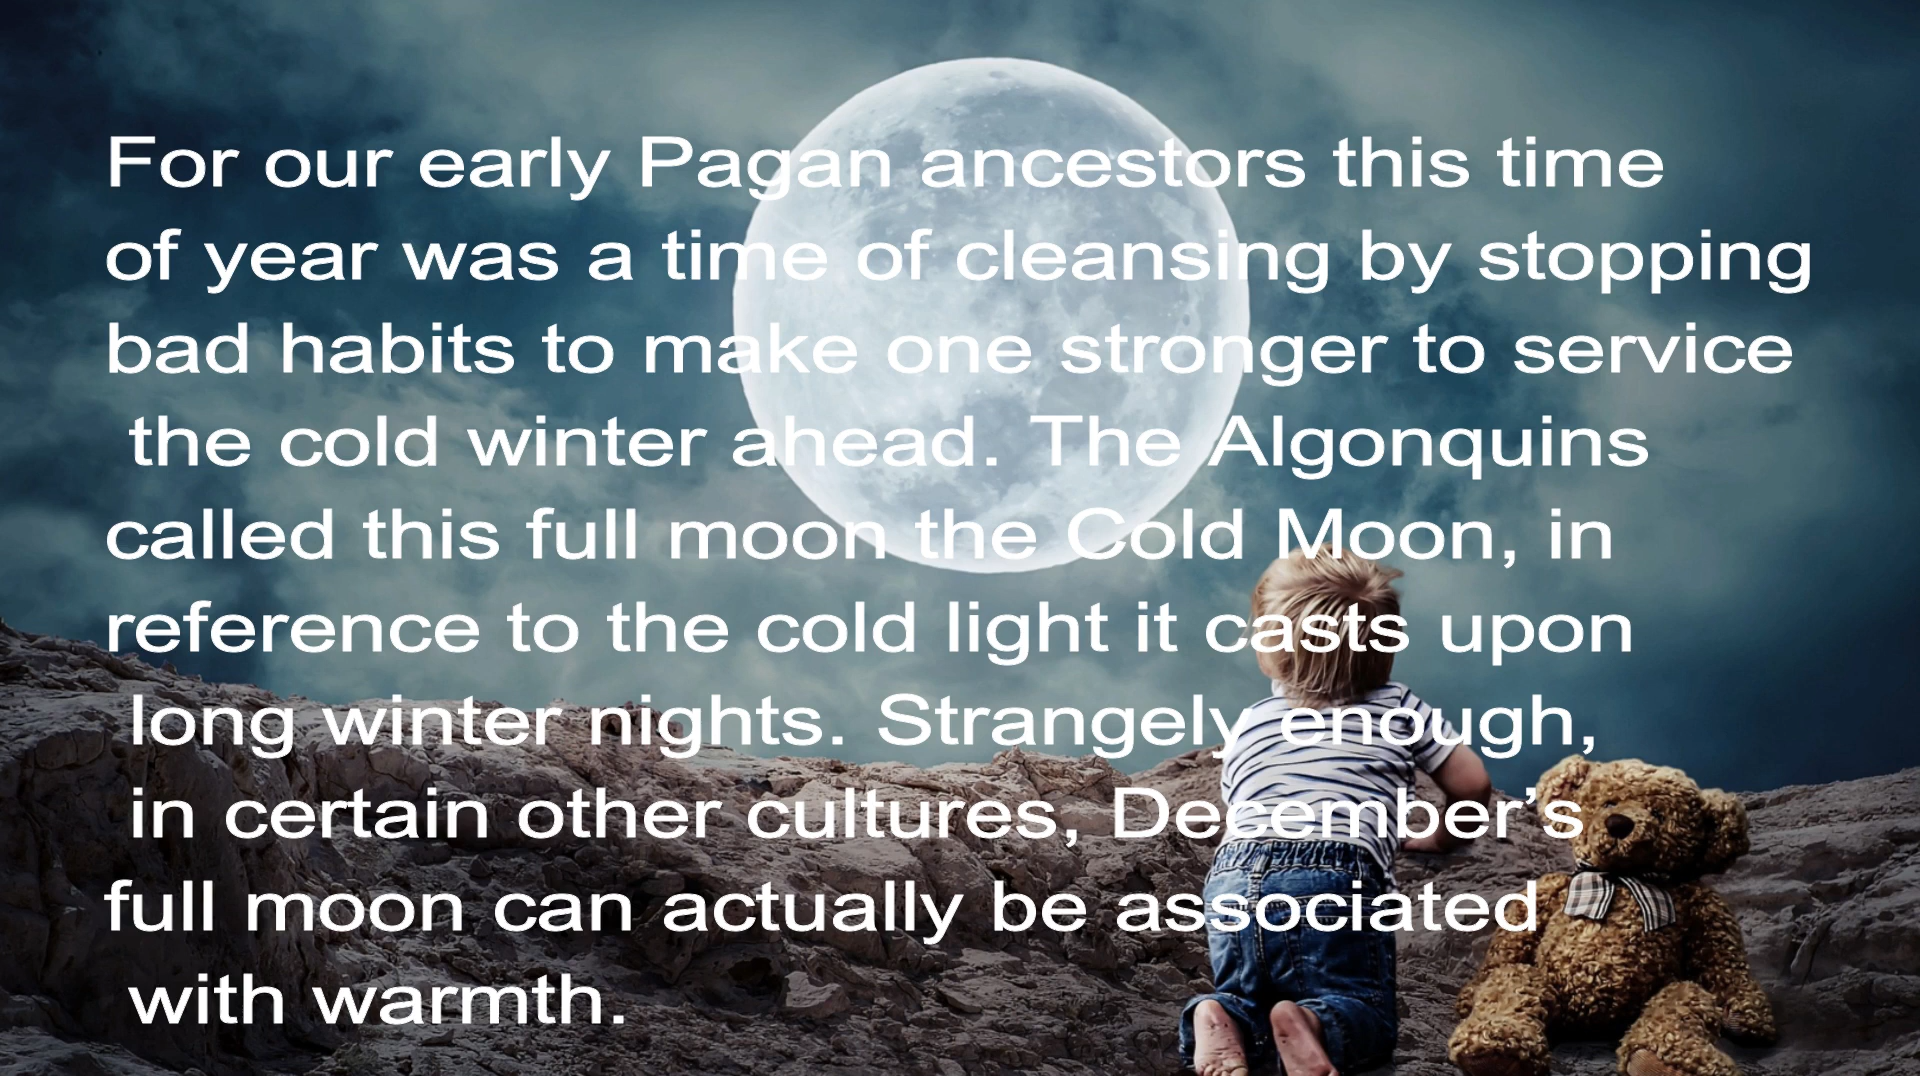 For our early Pagan ancestors this time
of year was a time of cleansing by stopping
bad habits to make one stronger to service
the cold winter ahead. The Algonquins
called this full moon the Cold Moon, in
reference to the cold light it casts upon
long winter nights. Strangely enough,
in certain other cultures, December’s
full moon can actually be associated
with warmth.